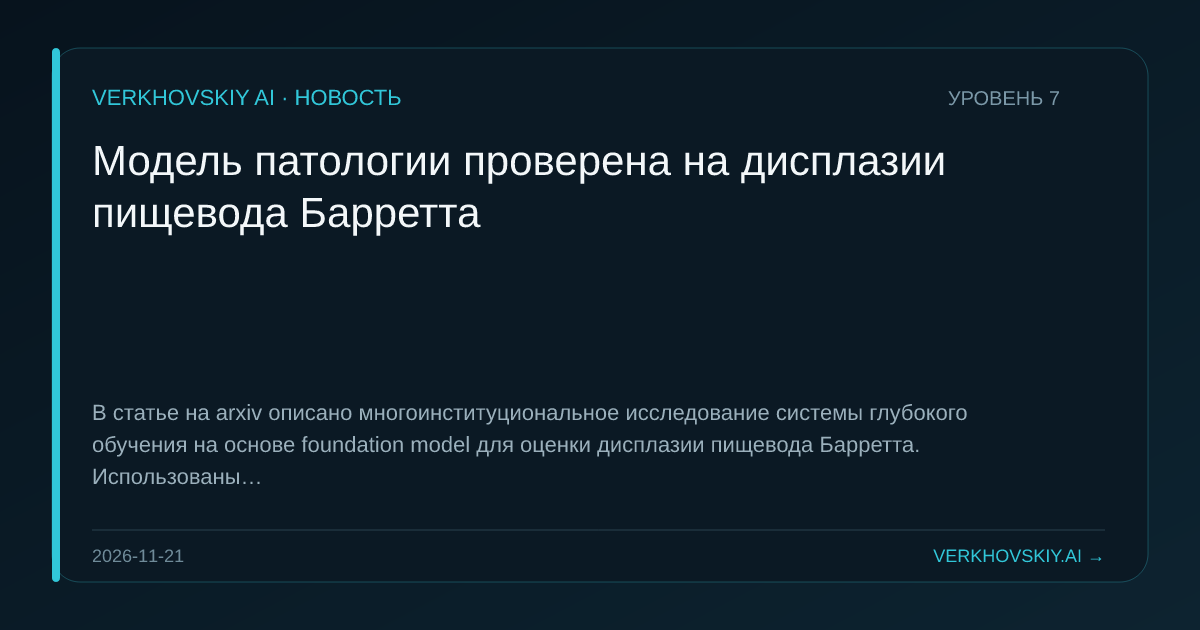 VERKHOVSKIY AI · НОВОСТЬ
УРОВЕНЬ 7
Модель патологии проверена на дисплазии
пищевода Барретта
В статье на arxiv описано многоинституциональное исследование системы глубокого
обучения на основе foundation model для оценки дисплазии пищевода Барретта.
Использованы…
2026-11-21
VERKHOVSKIY.AI →